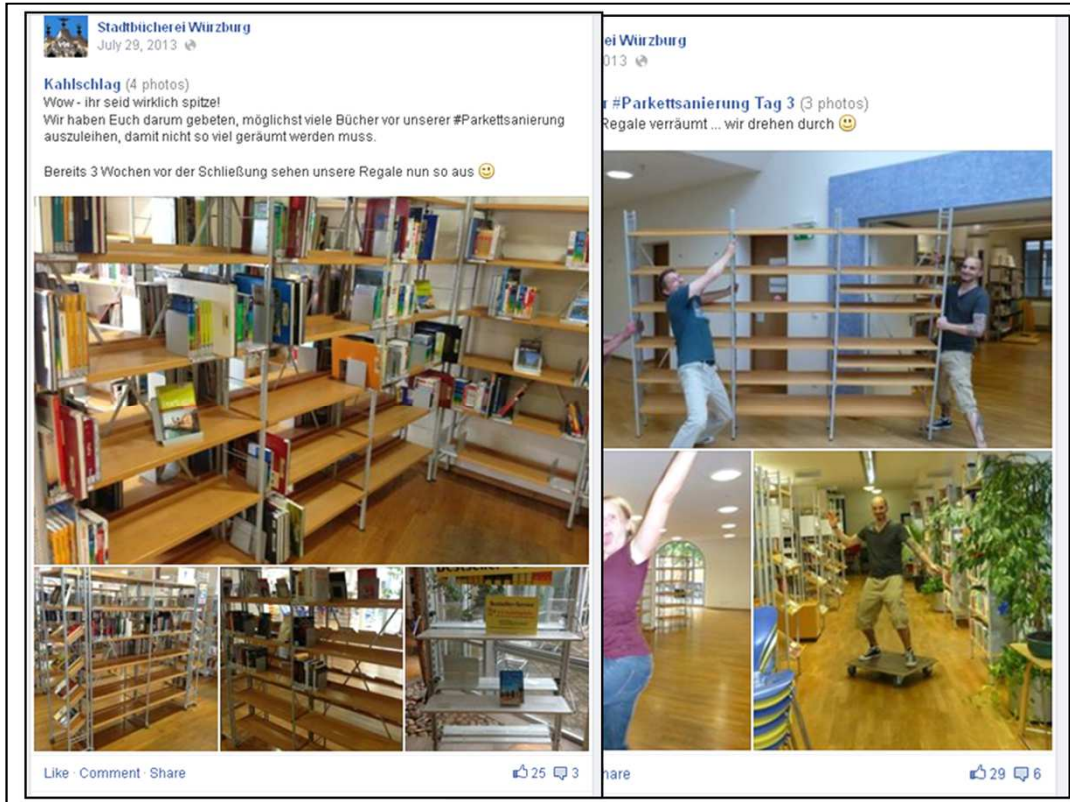 Stadtbücherei Würzburg
July 29, 2013
Kahlschlag (4 photos)
Wow - ihr seid wirklich spitze!
Wir haben Euch darum gebeten, möglichst viele Bücher vor unserer #Parkettsanierung
auszuleihen, damit nicht so viel geräumt werden muss.
Bereits 3 Wochen vor der Schließung sehen unsere Regale nun so aus
Like · Comment · Share
25 3
ei Würzburg
013
r #Parkettsanierung Tag 3 (3 photos)
Regale verräumt ... wir drehen durch
hare
29 6